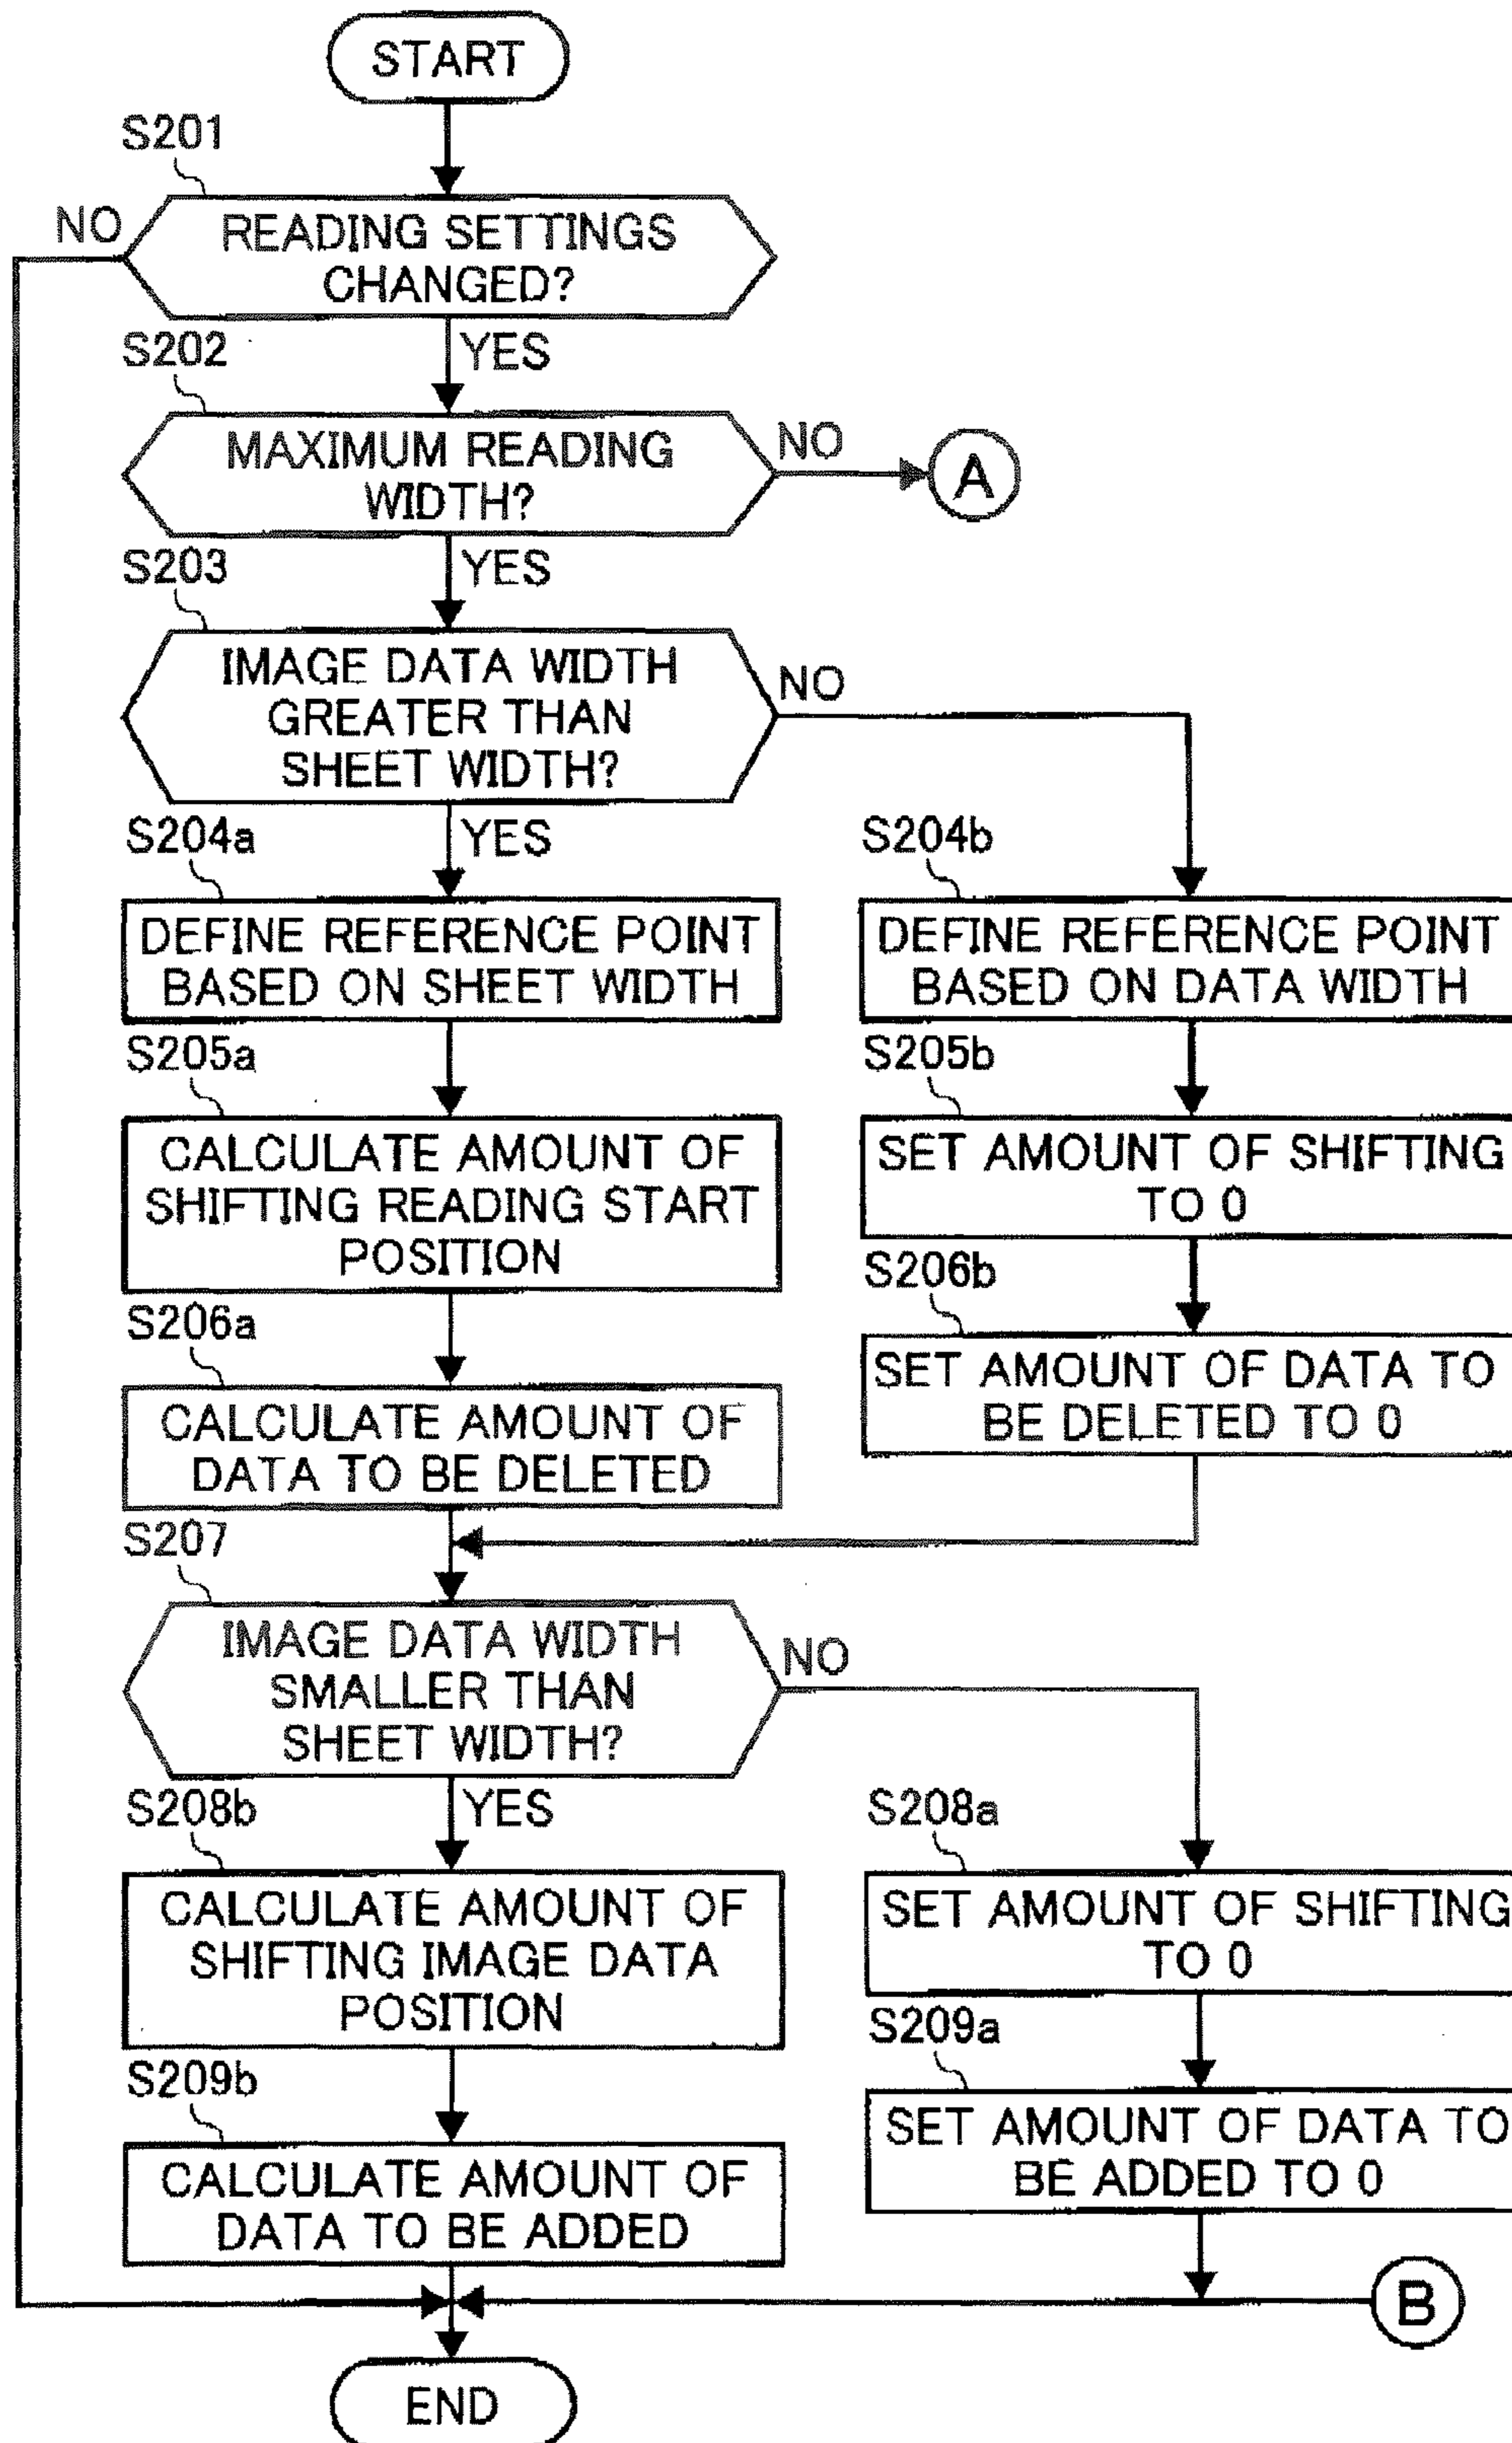 START
S201
NO
READING SETTINGS
CHANGED?
S202
YES
MAXIMUM READING
WIDTH?
NO
A
S203
YES
IMAGE DATA WIDTH
GREATER THAN
SHEET WIDTH?
NO
S204a
YES
S204b
DEFINE REFERENCE POINT
BASED ON SHEET WIDTH
DEFINE REFERENCE POINT
BASED ON DATA WIDTH
S205a
S205b
CALCULATE AMOUNT OF
SHIFTING READING START
POSITION
SET AMOUNT OF SHIFTING
TO 0
S206a
S206b
CALCULATE AMOUNT OF
DATA TO BE DELETED
SET AMOUNT OF DATA TO
BE DELETED TO 0
S207
IMAGE DATA WIDTH
SMALLER THAN
SHEET WIDTH?
NO
S208b
YES
S208a
CALCULATE AMOUNT OF
SHIFTING IMAGE DATA
POSITION
SET AMOUNT OF SHIFTING
TO 0
S209b
S209a
CALCULATE AMOUNT OF
DATA TO BE ADDED
SET AMOUNT OF DATA TO
BE ADDED TO 0
B
END